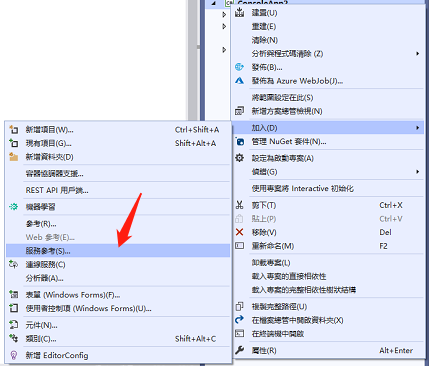 ConsoleApp2
建置(U)
重建(E)
清除(N)
分析與程式碼清除 (Z)
發佈(B)...
發佈為 Azure WebJob(J)...
將範圍設定在此(S)
新增方案總管檢視(N)
加入(D)
管理 NuGet 套件(N)...
設定為啟動專案(A)
偵錯(G)
使用專案將 Interactive 初始化
剪下(T) Ctrl+X
貼上(P) Ctrl+V
移除(V) Del
重新命名(M) F2
卸載專案(L)
載入專案的直接相依性
載入專案的完整相依性樹狀結構
複製完整路徑(U)
在檔案總管中開啟資料夾(X)
在終端機中開啟
屬性(R) Alt+Enter
新增項目(W)... Ctrl+Shift+A
現有項目(G)... Shift+Alt+A
新增資料夾(D)
容器協調器支援...
REST API 用戶端...
機器學習
參考(R)...
Web 參考(E)...
服務參考(S)...
連線服務(C)
分析器(A)...
表單 (Windows Forms)(F)...
使用者控制項 (Windows Forms)(U)...
元件(N)...
類別(C)... Shift+Alt+C
新增 EditorConfig